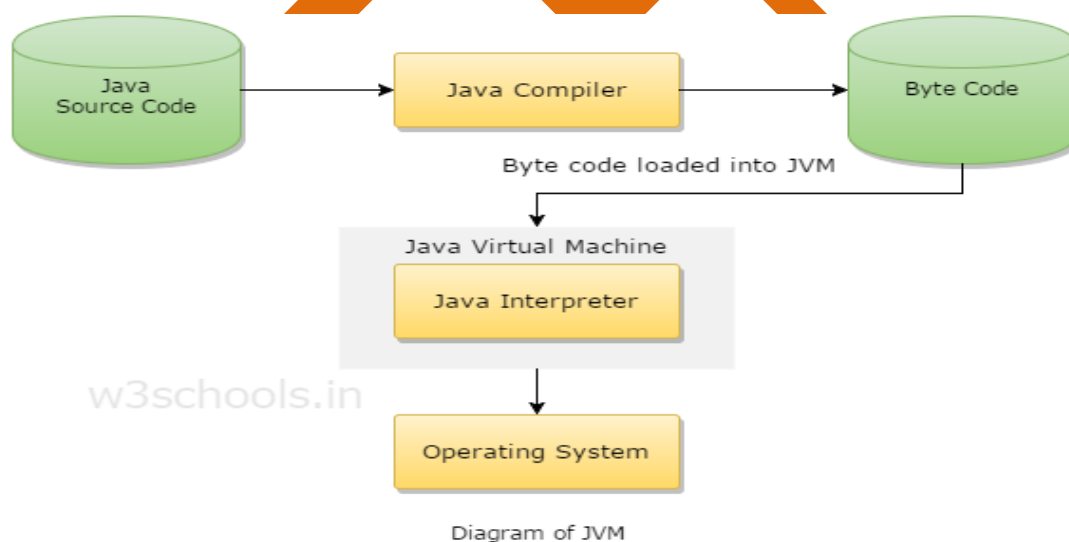 Java
Source Code
Java Compiler
Byte Code
Byte code loaded into JVM
Java Virtual Machine
Java Interpreter
w3schools.in
Operating System
Diagram of JVM